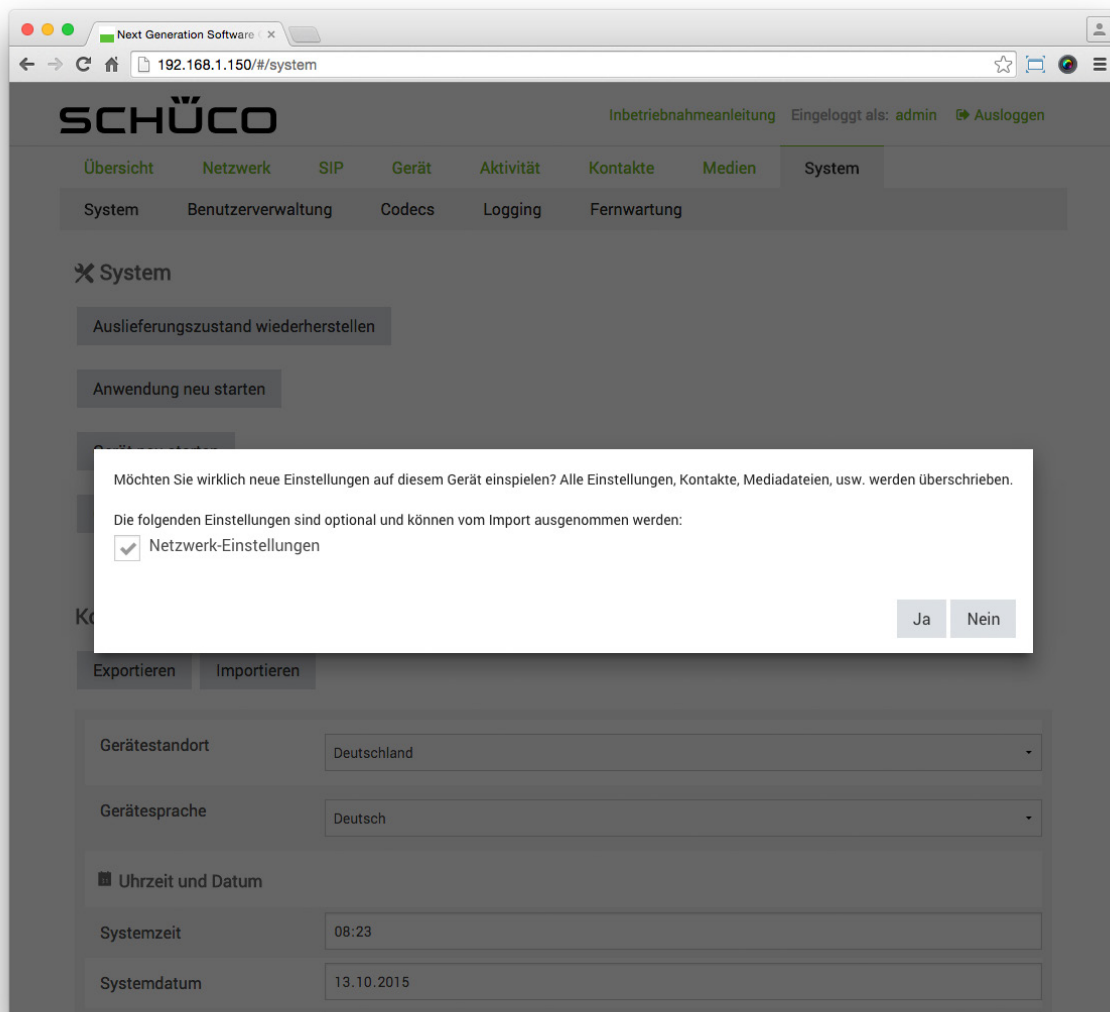 Next Generation Software
192.168.1.150/#/system
SCHÜCO
Inbetriebnahmeanleitung Eingeloggt als: admin Ausloggen
Übersicht Netzwerk SIP Gerät Aktivität Kontakte Medien System
System Benutzerverwaltung Codecs Logging Fernwartung
System
Auslieferungszustand wiederherstellen
Anwendung neu starten
Gerät neu starten
Möchten Sie wirklich neue Einstellungen auf diesem Gerät einspielen? Alle Einstellungen, Kontakte, Mediadateien, usw. werden überschrieben.
Die folgenden Einstellungen sind optional und können vom Import ausgenommen werden:
Netzwerk-Einstellungen
Ja Nein
Exportieren Importieren
Gerätestandort Deutschland
Gerätesprache Deutsch
Uhrzeit und Datum
Systemzeit 08:23
Systemdatum 13.10.2015